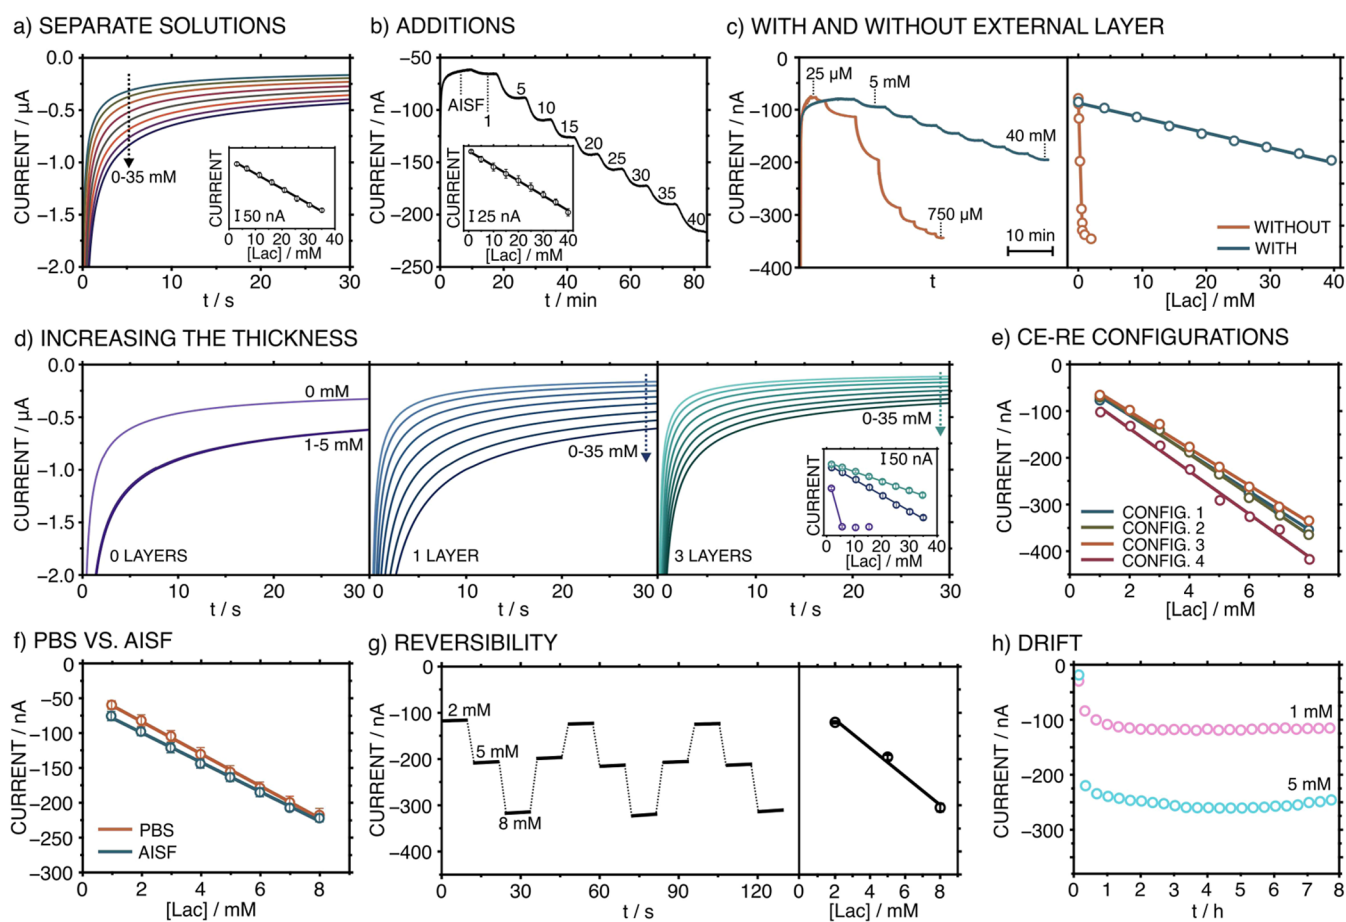 a) SEPARATE SOLUTIONS
CURRENT / µA
0.0
−0.5
−1.0
−1.5
−2.0
0 10 20 30
t / s
0-35 mM
CURRENT
I 50 nA
0 10 20 30 40
[Lac] / mM
b) ADDITIONS
CURRENT / nA
−50
−100
−150
−200
−250
0 20 40 60 80
t / min
AISF
1
5
10
15
20
25
30
35
40
CURRENT
I 25 nA
0 10 20 30 40
[Lac] / mM
c) WITH AND WITHOUT EXTERNAL LAYER
CURRENT / nA
0
−100
−200
−300
−400
25 µM
5 mM
40 mM
750 µM
10 min
t
WITHOUT
WITH
0 10 20 30 40
[Lac] / mM
d) INCREASING THE THICKNESS
0 10 20 30
0 10 20 30
0 10 20 30
CURRENT / µA
0.0
−0.5
−1.0
−1.5
−2.0
0 mM
1-5 mM
0 LAYERS
0 10 20 30
t / s
0-35 mM
1 LAYER
0 10 20 30
t / s
0-35 mM
3 LAYERS
0 10 20 30
t / s
CURRENT
I 50 nA
0 10 20 30 40
[Lac] / mM
e) CE-RE CONFIGURATIONS
CURRENT / nA
0
−100
−200
−300
−400
CONFIG. 1
CONFIG. 2
CONFIG. 3
CONFIG. 4
0 2 4 6 8
[Lac] / mM
f) PBS VS. AISF
CURRENT / nA
0
−50
−100
−150
−200
−250
−300
PBS
AISF
0 2 4 6 8
[Lac] / mM
g) REVERSIBILITY
CURRENT / nA
0
−100
−200
−300
−400
2 mM
5 mM
8 mM
0 30 60 90 120
t / s
0 2 4 6 8
[Lac] / mM
h) DRIFT
CURRENT / nA
0
−100
−200
−300
1 mM
5 mM
0 1 2 3 4 5 6 7 8
t / h